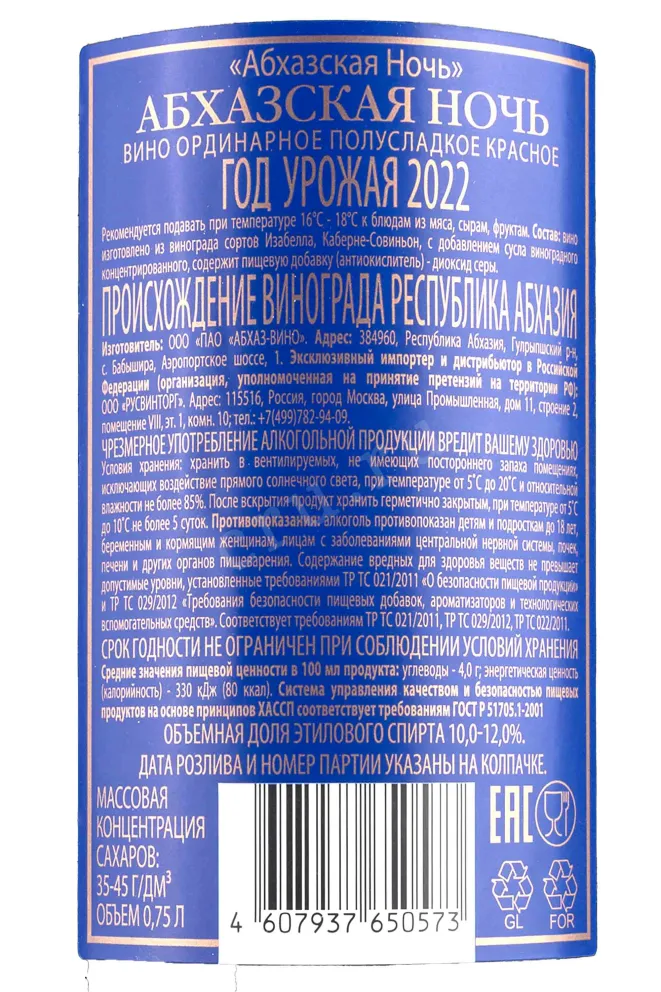 «Абхазская Ночь»
АБХАЗСКАЯ НОЧЬ
ВИНО ОРДИНАРНОЕ ПОЛУСЛАДКОЕ КРАСНОЕ
ГОД УРОЖАЯ 2022
Рекомендуется подавать при температуре 16°С - 18°С к блюдам из мяса, сырам, фруктам. Состав: вино
изготовлено из винограда сортов Изабелла, Каберне-Совиньон, с добавлением сусла виноградного
концентрированного, содержит пищевую добавку (антиокислитель) - диоксид серы.
ПРОИСХОЖДЕНИЕ ВИНОГРАДА РЕСПУБЛИКА АБХАЗИЯ
Изготовитель: ООО «ПАО «АБХАЗ-ВИНО». Адрес: 384960, Республика Абхазия, Гулрыпшский р-н,
с. Бабышира, Аэропортское шоссе, 1. Эксклюзивный импортер и дистрибьютор в Российской
Федерации (организация, уполномоченная на принятие претензий на территории РФ):
ООО «РУСВИНТОРГ». Адрес: 115516, Россия, город Москва, улица Промышленная, дом 11, строение 2,
помещение VIII, эт. 1, комн. 10; тел.:+7(499)782-94-09.
ЧРЕЗМЕРНОЕ УПОТРЕБЛЕНИЕ АЛКОГОЛЬНОЙ ПРОДУКЦИИ ВРЕДИТ ВАШЕМУ ЗДОРОВЬЮ
Условия хранения: хранить в вентилируемых, не имеющих постороннего запаха помещениях,
исключающих воздействие прямого солнечного света, при температуре от 5°С до 20°С и относительной
влажности не более 85%. После вскрытия продукт хранить герметично закрытым, при температуре от 5°С
до 10°С не более 5 суток. Противопоказания: алкоголь противопоказан детям и подросткам до 18 лет,
беременным и кормящим женщинам, лицам с заболеваниями центральной нервной системы, почек,
печени и других органов пищеварения. Содержание вредных для здоровья веществ не превышает
допустимые уровни, установленные требованиями ТР ТС 021/2011 «О безопасности пищевой продукции»
и ТР ТС 029/2012 «Требования безопасности пищевых добавок, ароматизаторов и технологических
вспомогательных средств». Соответствует требованиям ТР ТС 021/2011, ТР ТС 029/2012, ТР ТС 022/2011.
СРОК ГОДНОСТИ НЕ ОГРАНИЧЕН ПРИ СОБЛЮДЕНИИ УСЛОВИЙ ХРАНЕНИЯ
Средние значения пищевой ценности в 100 мл продукта: углеводы - 4,0 г; энергетическая ценность
(калорийность) - 330 кДж (80 ккал). Система управления качеством и безопасностью пищевых
продуктов на основе принципов ХАССП соответствует требованиям ГОСТ Р 51705.1-2001
ОБЪЕМНАЯ ДОЛЯ ЭТИЛОВОГО СПИРТА 10,0-12,0%.
ДАТА РОЗЛИВА И НОМЕР ПАРТИИ УКАЗАНЫ НА КОЛПАЧКЕ.
МАССОВАЯ
КОНЦЕНТРАЦИЯ
САХАРОВ:
35-45 Г/ДМ³
ОБЪЕМ 0,75 Л
4 607937 650573
EAC
GL FOR